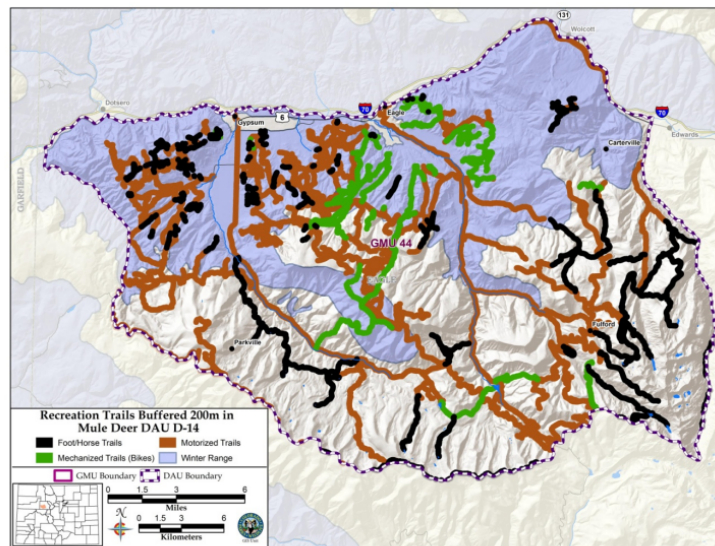 131
Wolcott
70
Dotsero
Gypsum
6
Eagle
70
Edwards
Carterville
GARFIELD
GMU 44
Fulford
Parkville
Recreation Trails Buffered 200m in
Mule Deer DAU D-14
Foot/Horse Trails
Motorized Trails
Mechanized Trails (Bikes)
Winter Range
GMU Boundary
DAU Boundary
0 1.5 3 6
Miles
N
0 1.5 3 6
Kilometers